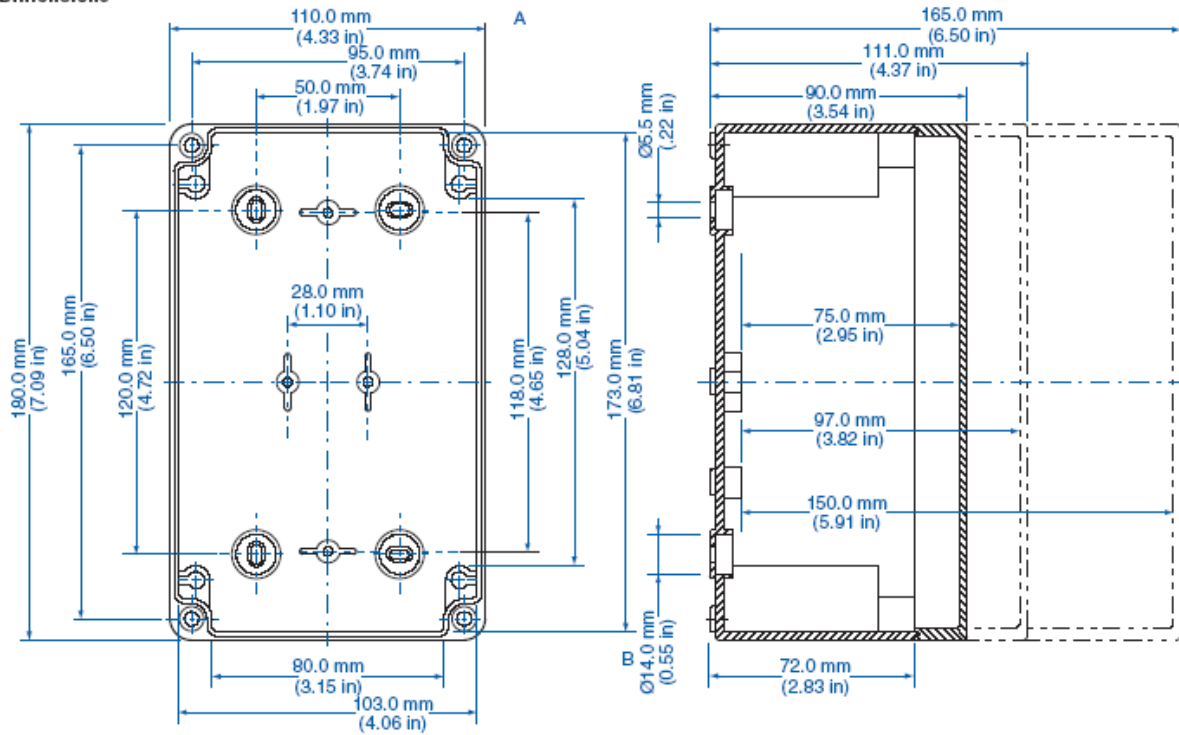 110.0 mm
(4.33 in)
A
95.0 mm
(3.74 in)
50.0 mm
(1.97 in)
28.0 mm
(1.10 in)
180.0 mm
(7.09 in)
165.0 mm
(6.50 in)
120.0 mm
(4.72 in)
118.0 mm
(4.65 in)
128.0 mm
(5.04 in)
173.0 mm
(6.81 in)
80.0 mm
(3.15 in)
103.0 mm
(4.06 in)
165.0 mm
(6.50 in)
111.0 mm
(4.37 in)
90.0 mm
(3.54 in)
Ø5.5 mm
(.22 in)
75.0 mm
(2.95 in)
97.0 mm
(3.82 in)
150.0 mm
(5.91 in)
B
Ø14.0 mm
(0.55 in)
72.0 mm
(2.83 in)